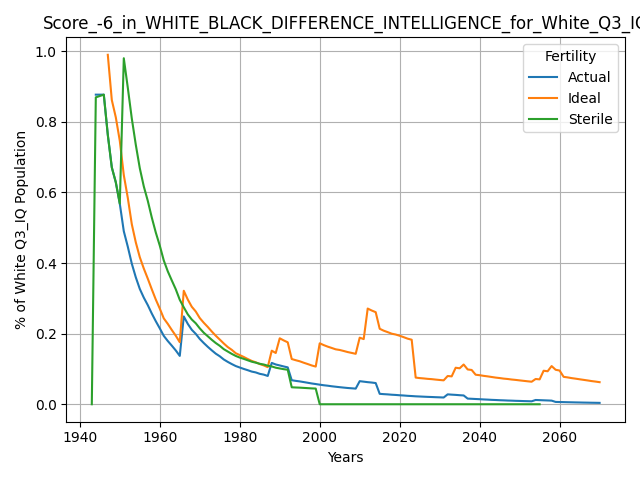 Score_-6_in_WHITE_BLACK_DIFFERENCE_INTELLIGENCE_for_White_Q3_IQ
1.0
0.8
0.6
0.4
0.2
0.0
% of White Q3_IQ Population
Fertility
Actual
Ideal
Sterile
1940 1960 1980 2000 2020 2040 2060
Years